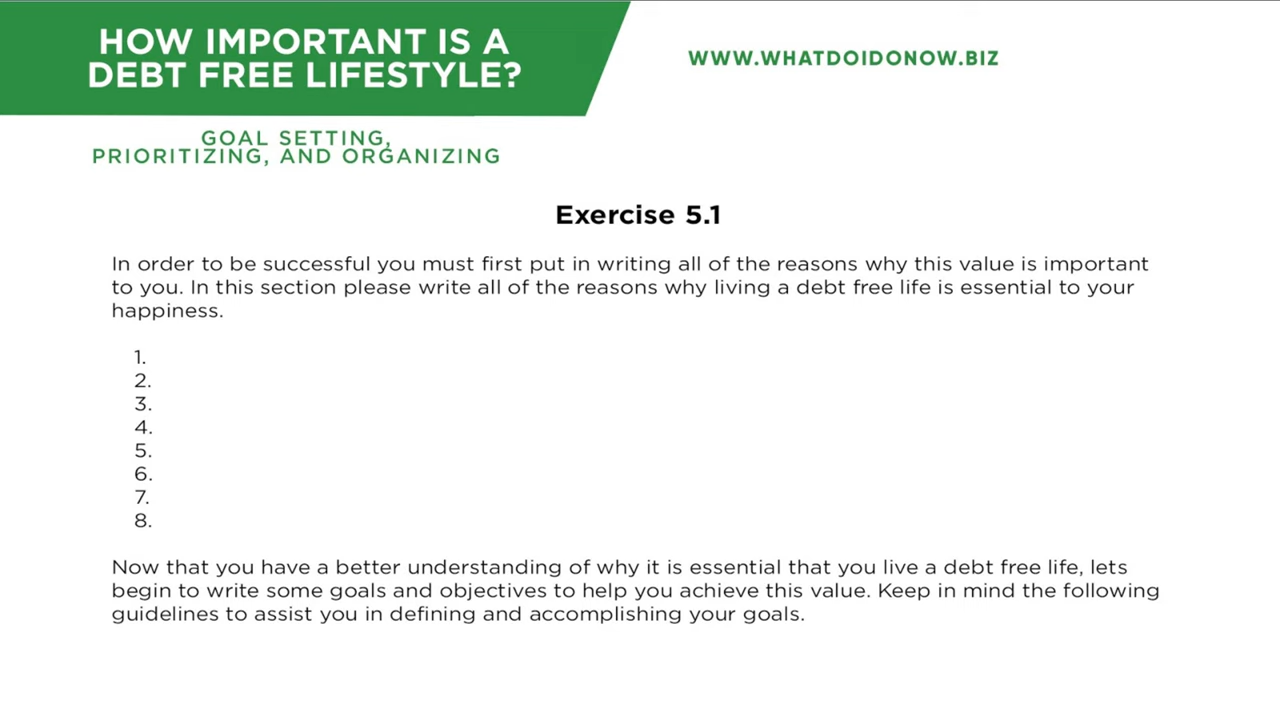 HOW IMPORTANT IS A
DEBT FREE LIFESTYLE?
WWW.WHATDOIDONOW.BIZ
GOAL SETTING,
PRIORITIZING, AND ORGANIZING
Exercise 5.1
In order to be successful you must first put in writing all of the reasons why this value is important
to you. In this section please write all of the reasons why living a debt free life is essential to your
happiness.
1.
2.
3.
4.
5.
6.
7.
8.
Now that you have a better understanding of why it is essential that you live a debt free life, lets
begin to write some goals and objectives to help you achieve this value. Keep in mind the following
guidelines to assist you in defining and accomplishing your goals.